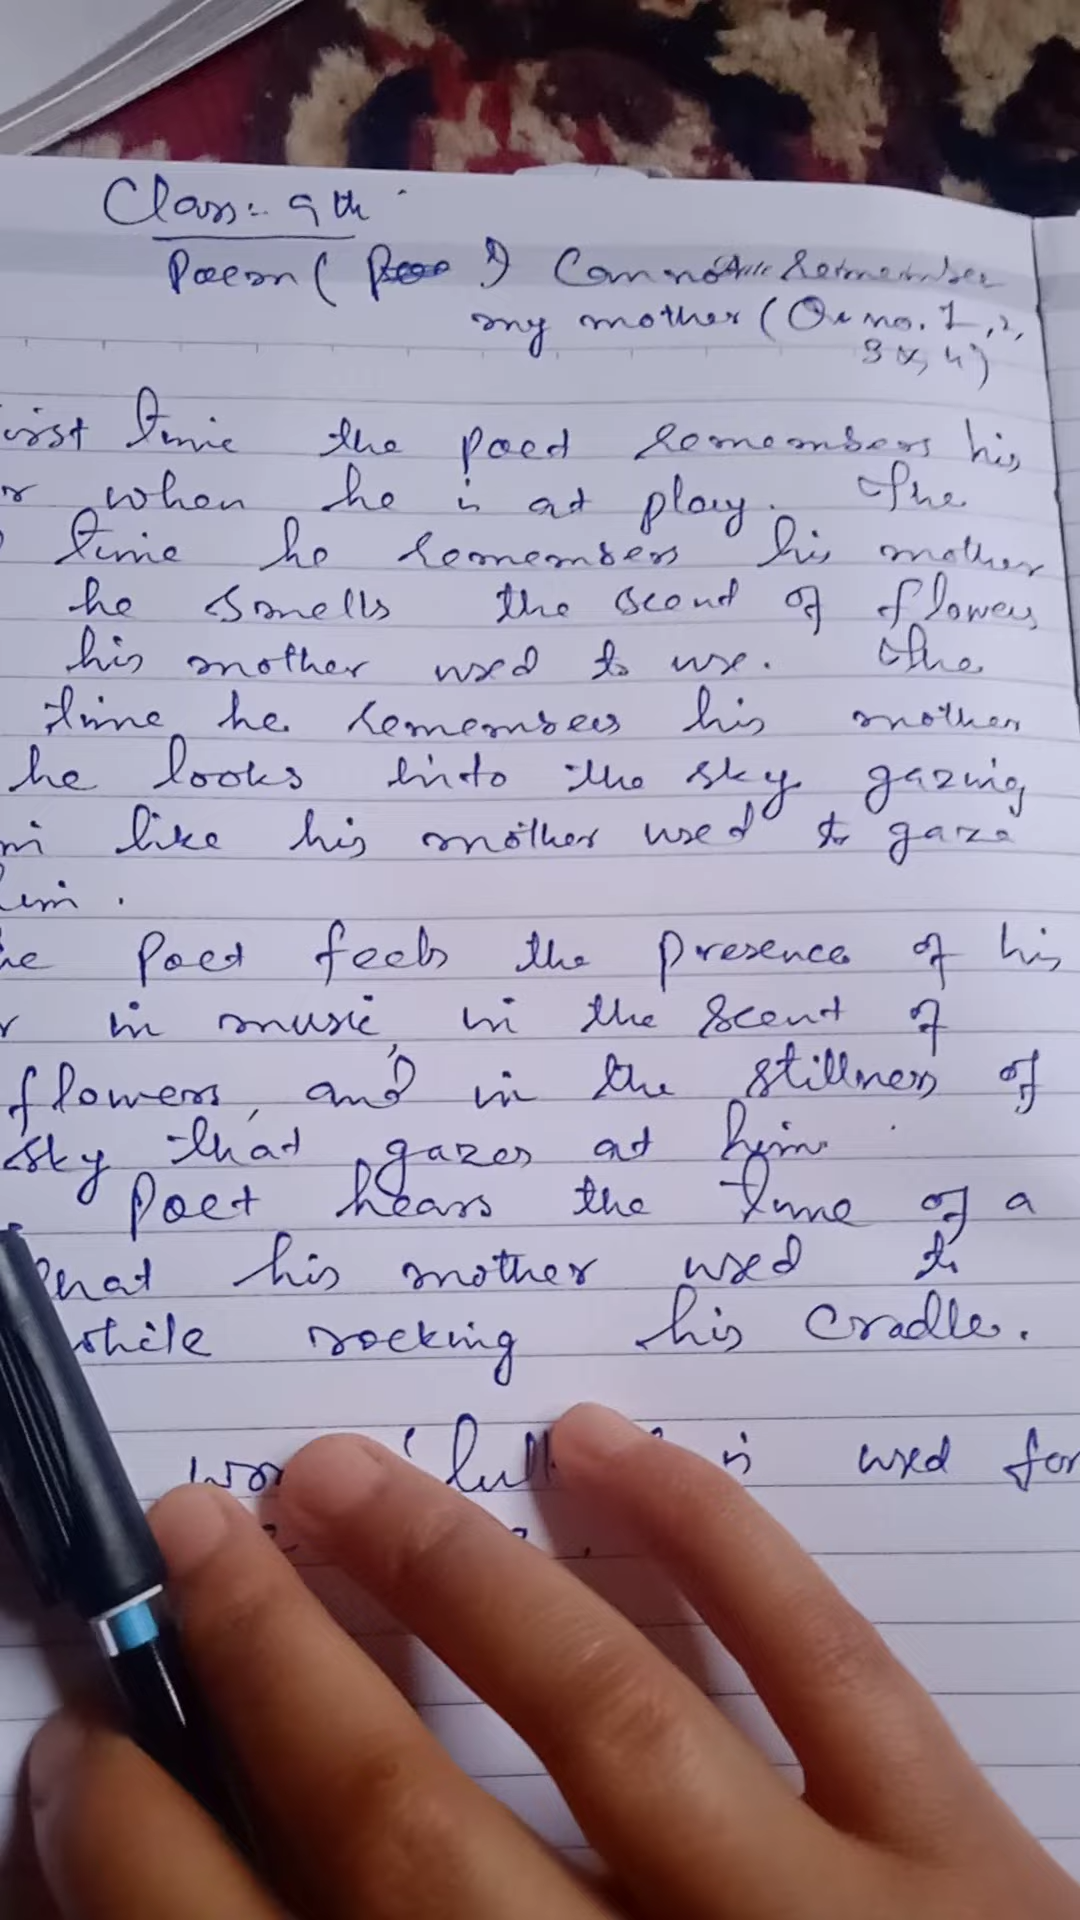 Class:- 9th
Poem ( I) Cannot Remember
my mother (Qu no. 1, 2,
3 &, 4)
irst time the poet remembers his
r when he is at play. The
time he remembers his mother
he smells the scent of flowers
his mother used to use. The
time he remembers his mother
he looks into the sky gazing
m like his mother used to gaze
him.
he poet feels the presence of his
r in music, in the scent of
flowers, and in the stillness of
sky that gazes at him.
Poet hears the tune of a
that his mother used to
while rocking his cradle.
is used for